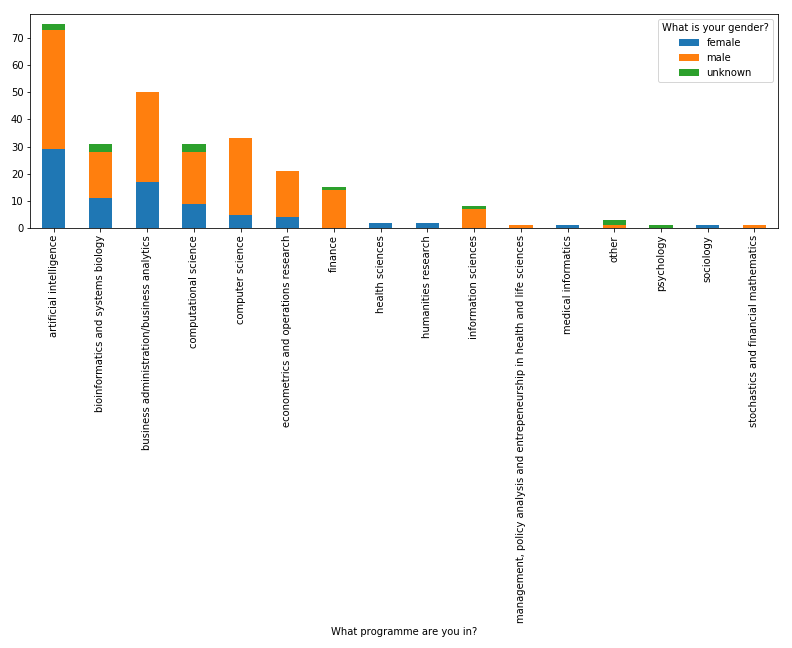 What is your gender?
female
male
unknown
70
60
50
40
30
20
10
0
artificial intelligence
bioinformatics and systems biology
business administration/business analytics
computational science
computer science
econometrics and operations research
finance
health sciences
humanities research
information sciences
management, policy analysis and entrepeneurship in health and life sciences
medical informatics
other
psychology
sociology
stochastics and financial mathematics
What programme are you in?